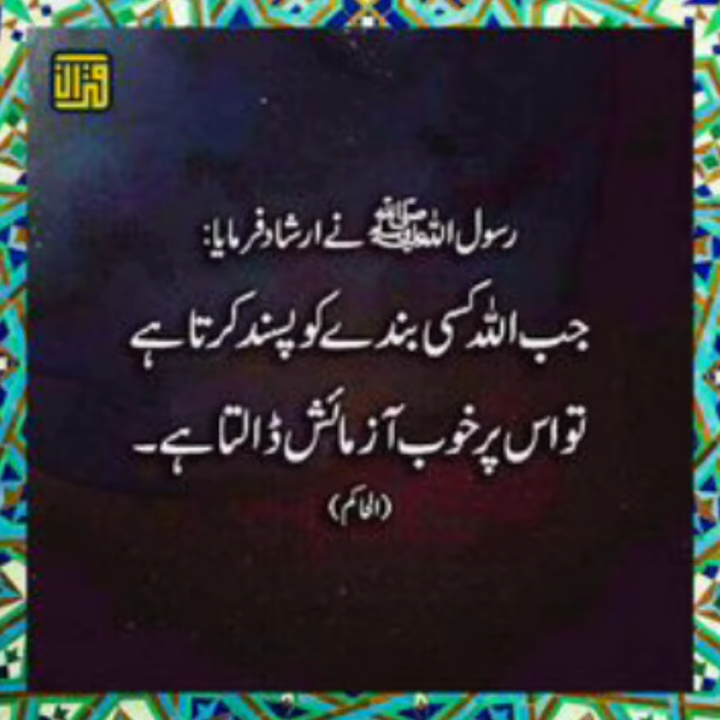 قرآن
رسول اللہ ﷺ نے ارشاد فرمایا:
جب اللہ کسی بندے کو پسند کرتا ہے
تو اس پر خوب آزمائش ڈالتا ہے۔
(الحاکم)